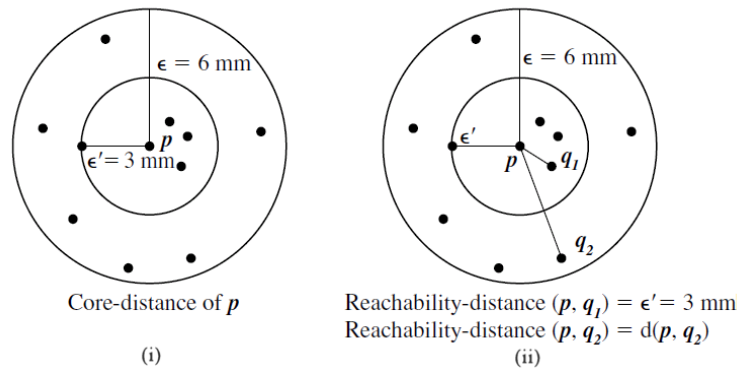 ϵ = 6 mm
p
ϵ′= 3 mm
Core-distance of p
(i)
ϵ = 6 mm
ϵ′
p
q₁
q₂
Reachability-distance (p, q₁) = ϵ′= 3 mm
Reachability-distance (p, q₂) = d(p, q₂)
(ii)